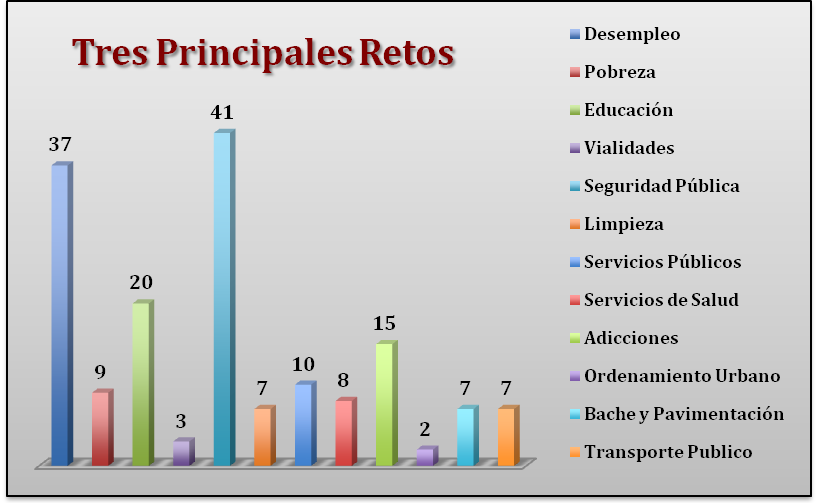 Tres Principales Retos
37
9
20
3
41
7
10
8
15
2
7
7
Desempleo
Pobreza
Educación
Vialidades
Seguridad Pública
Limpieza
Servicios Públicos
Servicios de Salud
Adicciones
Ordenamiento Urbano
Bache y Pavimentación
Transporte Publico